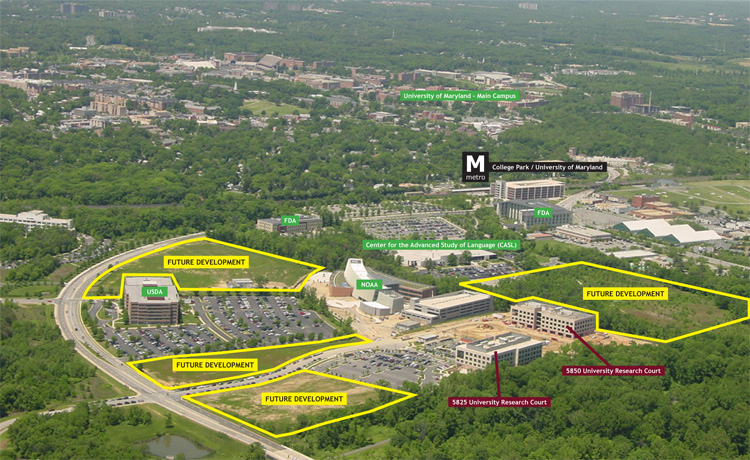 University of Maryland - Main Campus
M
metro
College Park / University of Maryland
FDA
FDA
Center for the Advanced Study of Language (CASL)
FUTURE DEVELOPMENT
USDA
NOAA
FUTURE DEVELOPMENT
FUTURE DEVELOPMENT
5850 University Research Court
FUTURE DEVELOPMENT
5825 University Research Court